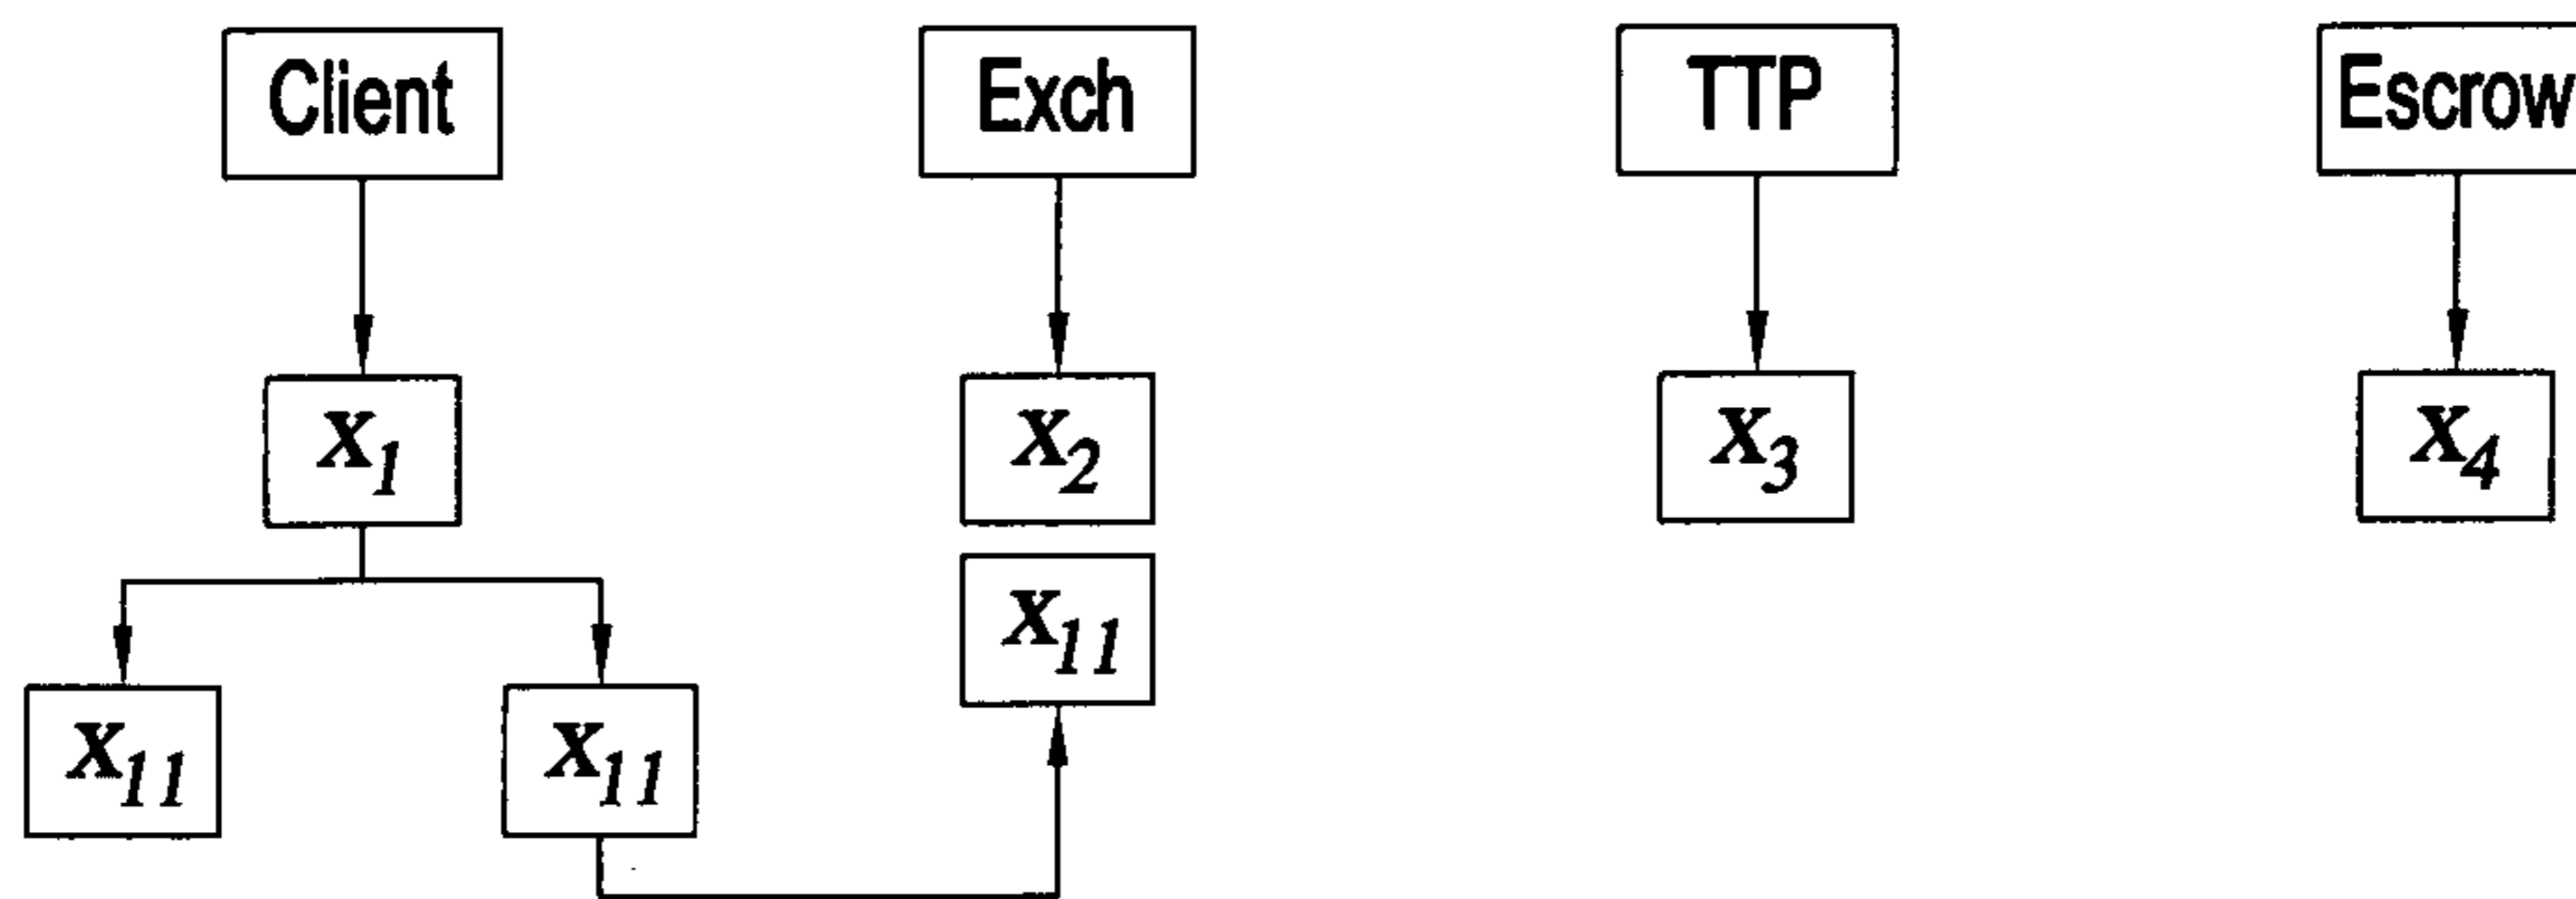 Client Exch TTP Escrow
X₁ X₂ X₃ X₄
X₁₁
X₁₁ X₁₁